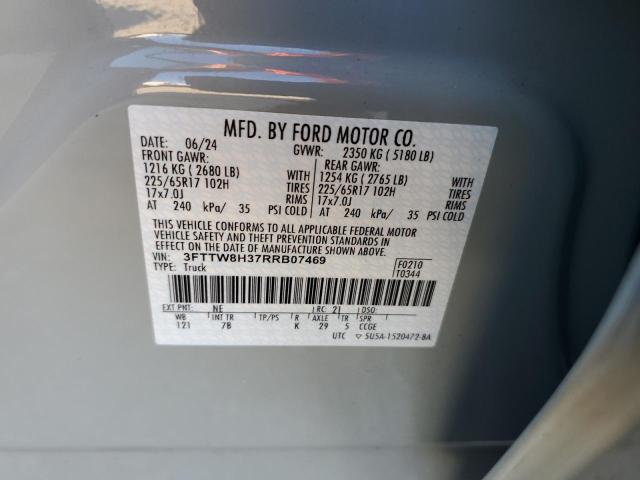 MFD. BY FORD MOTOR CO.
DATE: 06/24 GVWR: 2350 KG ( 5180 LB)
FRONT GAWR: REAR GAWR:
1216 KG ( 2680 LB) WITH 1254 KG ( 2765 LB) WITH
225/65R17 102H TIRES 225/65R17 102H TIRES
17x7.0J RIMS 17x7.0J RIMS
AT 240 kPa/ 35 PSI COLD AT 240 kPa/ 35 PSI COLD
THIS VEHICLE CONFORMS TO ALL APPLICABLE FEDERAL MOTOR
VEHICLE SAFETY AND THEFT PREVENTION STANDARDS IN
EFFECT ON THE DATE OF MANUFACTURE SHOWN ABOVE.
VIN: 3FTTW8H37RRB07469 F0210
TYPE: Truck T0344
EXT PNT: NE RC: 21 DSO
WB INT TR TP/PS R AXLE TR SPR
121 7B K 29 5 CCGE
UTC ▽ 5U5A-1520472-BA